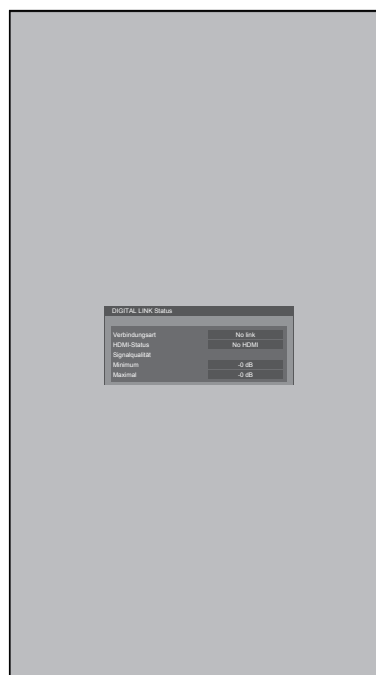 DIGITAL LINK Status
Verbindungsart No link
HDMI-Status No HDMI
Signalqualität
Minimum -0 dB
Maximal -0 dB